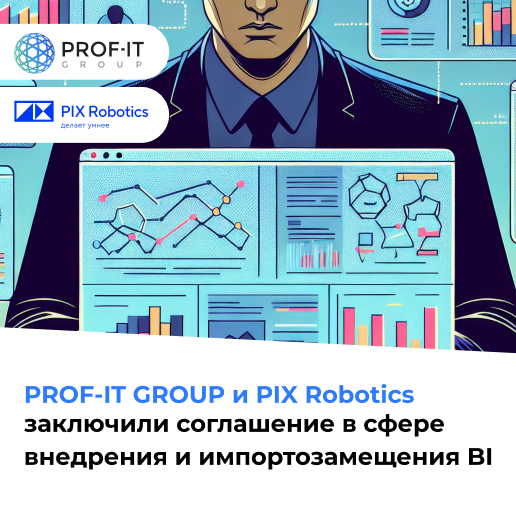 PROF-IT
GROUP
PIX Robotics
делает умнее
PROF-IT GROUP и PIX Robotics
заключили соглашение в сфере
внедрения и импортозамещения BI